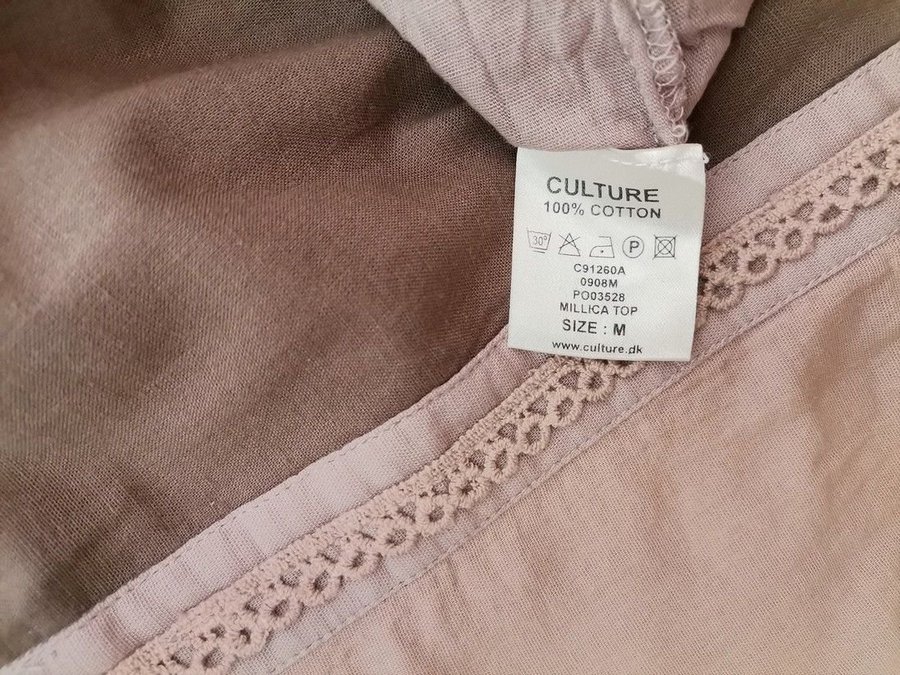 CULTURE
100% COTTON
30° P
C91260A
0908M
PO03528
MILLICA TOP
SIZE : M
www.culture.dk